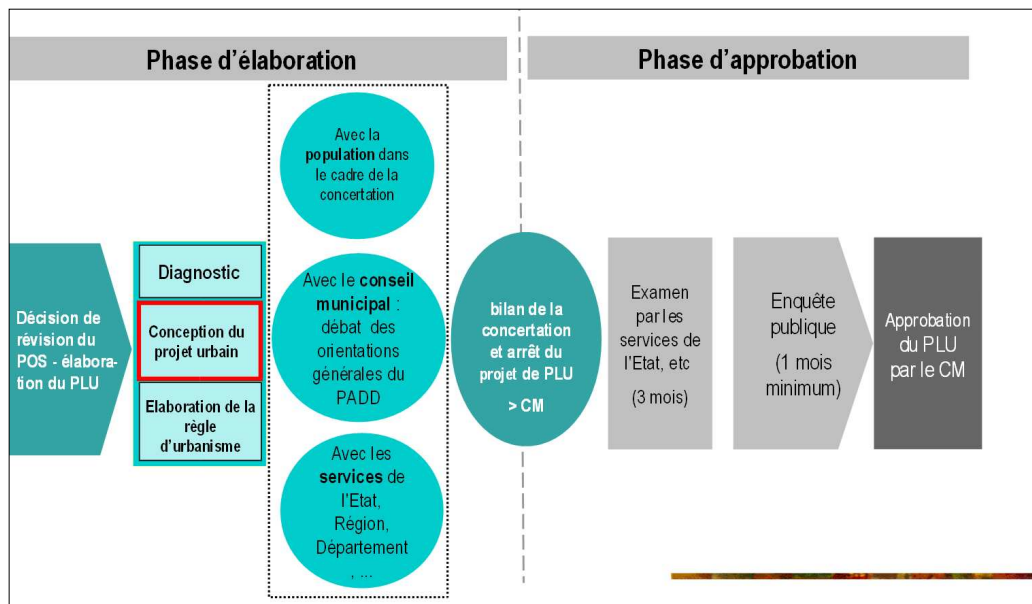 Phase d'élaboration
Phase d'approbation
Décision de
révision du
POS - élabora-
tion du PLU
Diagnostic
Conception du
projet urbain
Elaboration de la
règle
d'urbanisme
Avec la
population dans
le cadre de la
concertation
Avec le conseil
municipal :
débat des
orientations
générales du
PADD
Avec les
services de
l'Etat,
Région,
Département
, ...
bilan de la
concertation
et arrêt du
projet de PLU
> CM
Examen
par les
services de
l'Etat, etc
(3 mois)
Enquête
publique
(1 mois
minimum)
Approbation
du PLU
par le CM